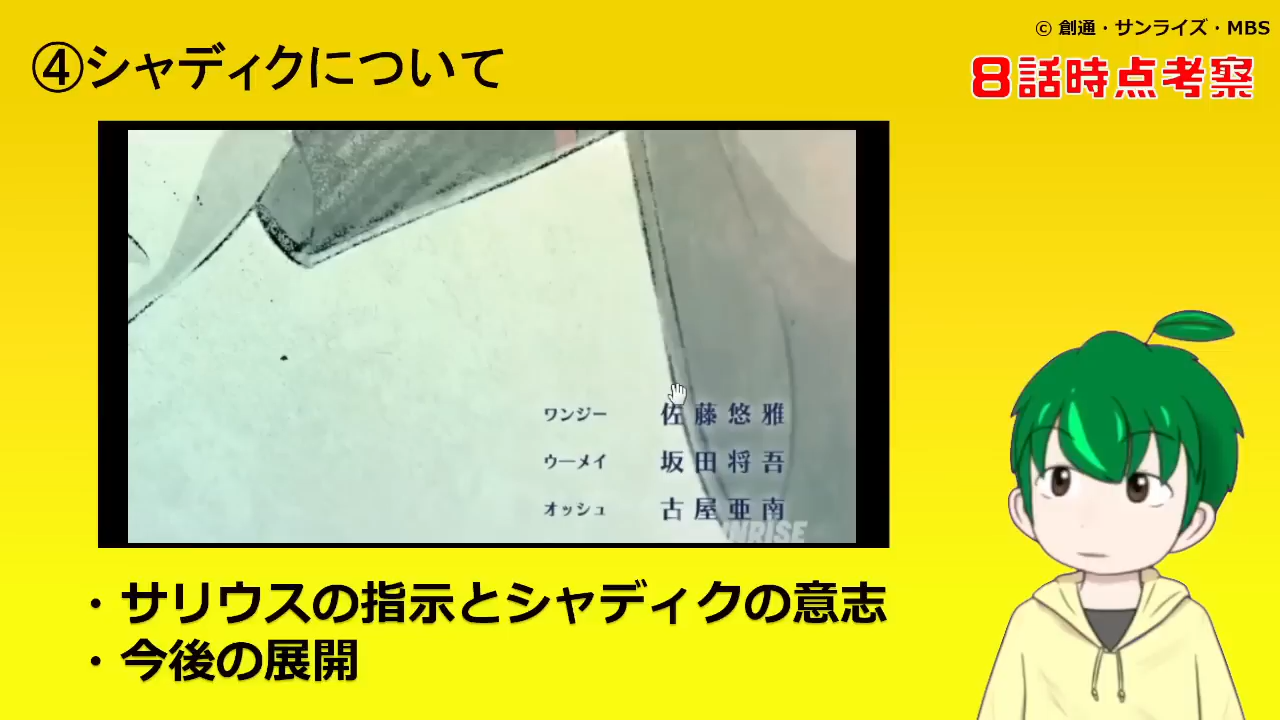 © 創通・サンライズ・MBS
④シャディクについて
8話時点考察
ワンジー 佐藤悠雅
ウーメイ 坂田将吾
オッシュ 古屋亜南
SUNRISE
・サリウスの指示とシャディクの意志
・今後の展開